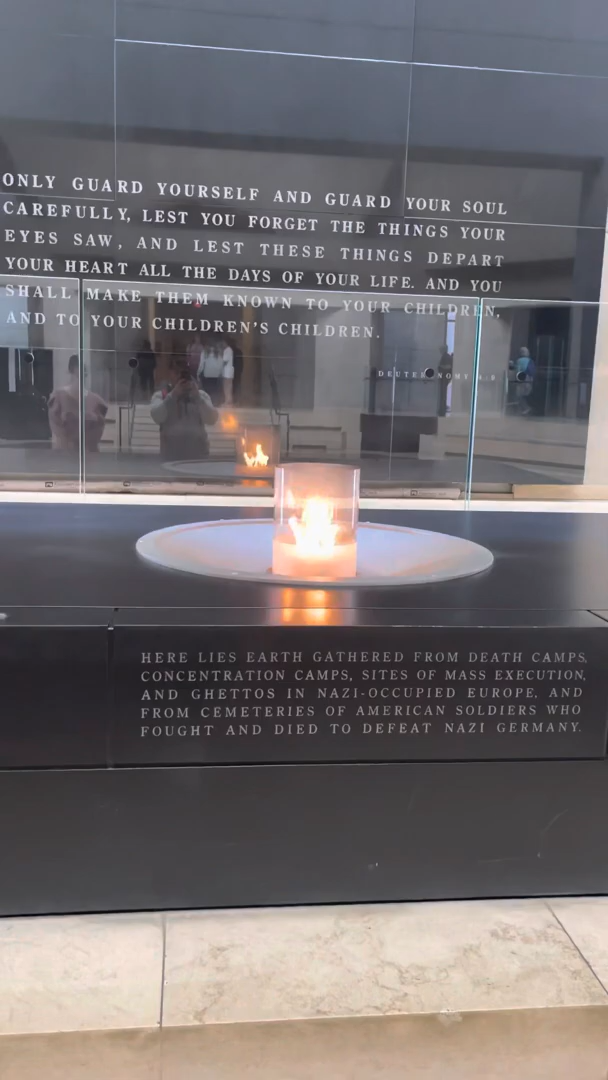 ONLY GUARD YOURSELF AND GUARD YOUR SOUL
CAREFULLY, LEST YOU FORGET THE THINGS YOUR
EYES SAW, AND LEST THESE THINGS DEPART
YOUR HEART ALL THE DAYS OF YOUR LIFE. AND YOU
SHALL MAKE THEM KNOWN TO YOUR CHILDREN,
AND TO YOUR CHILDREN'S CHILDREN.
HERE LIES EARTH GATHERED FROM DEATH CAMPS,
CONCENTRATION CAMPS, SITES OF MASS EXECUTION,
AND GHETTOS IN NAZI-OCCUPIED EUROPE, AND
FROM CEMETERIES OF AMERICAN SOLDIERS WHO
FOUGHT AND DIED TO DEFEAT NAZI GERMANY.